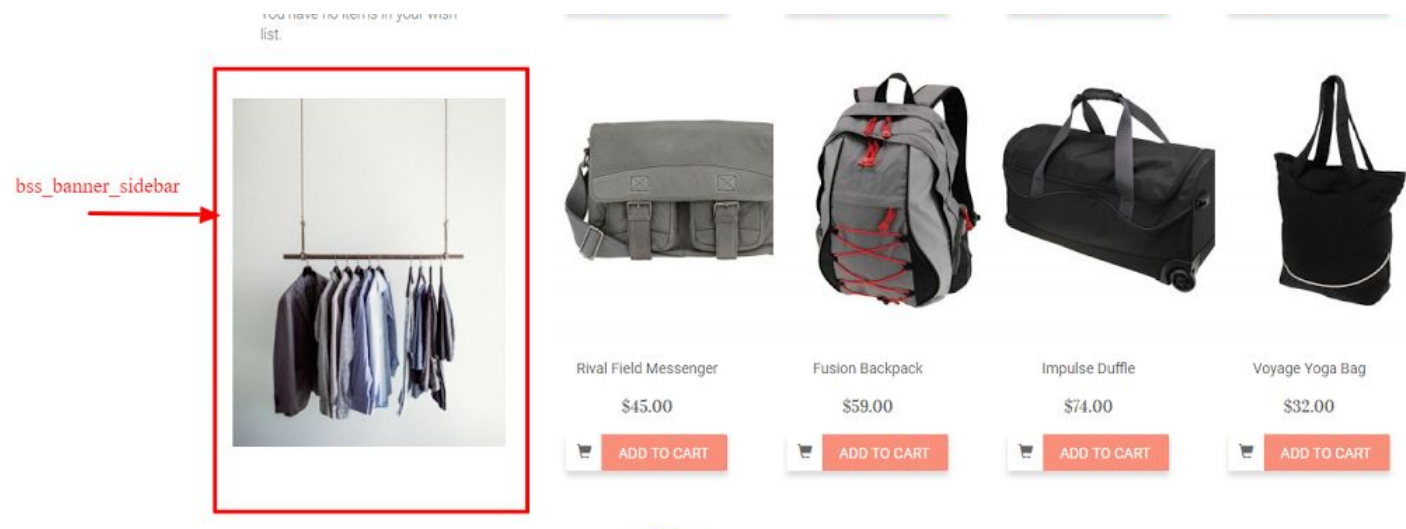 You have no items in your wish
list.
bss_banner_sidebar
Rival Field Messenger
Fusion Backpack
Impulse Duffle
Voyage Yoga Bag
$45.00
$59.00
$74.00
$32.00
ADD TO CART
ADD TO CART
ADD TO CART
ADD TO CART